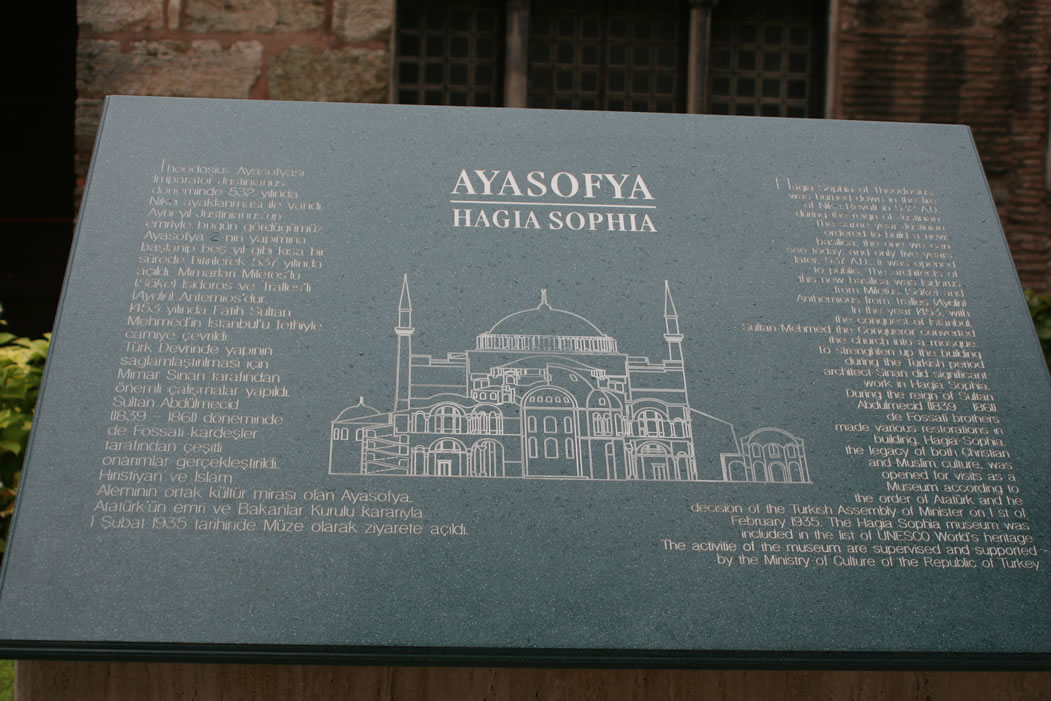 AYASOFYA
HAGIA SOPHIA
Theodosius Ayasofyası
İmparator Justinianus
döneminde 532 yılında
Nika ayaklanması ile yandı.
Aynı yıl Justinianus'un
emriyle bugün gördüğümüz
Ayasofya 2'nın yapımına
başlanıp beş yıl gibi kısa bir
sürede bitirilerek 537 yılında
açıldı. Mimarları Miletos'lu
(Söke) İsidoros ve Tralles'li
(Aydın) Antemios'dur.
1453 yılında Fatih Sultan
Mehmed'in İstanbul'u fethiyle
camiye çevrildi.
Türk Devrinde yapının
sağlamlaştırılması için
Mimar Sinan tarafından
önemli çalışmalar yapıldı.
Sultan Abdülmecid
(1839 - 1861) döneminde
de Fossati kardeşler
tarafından çeşitli
onarımlar gerçekleştirildi.
Hıristiyan ve İslam
Aleminin ortak kültür mirası olan Ayasofya,
Atatürk'ün emri ve Bakanlar Kurulu kararıyla
1 Şubat 1935 tarihinde Müze olarak ziyarete açıldı.
Hagia Sophia of Theodosius,
was burned down in the fire
of Nika Revolt in 532 A.D.
during the reign of Justinian.
The same year Justinian
ordered to build a new
basilica, the one we can
see today, and only five years
later, 537 A.D., it was opened
to public. The architects of
this new basilica was Isidorus
from Miletus (Söke) and
Anthemious from Tralles (Aydın)
In the year 1453, with
the conquest of Istanbul,
Sultan Mehmed the Conqueror converted
the church into a mosque.
to strenghten up the building
during the Turkish period
architect Sinan did significant
work in Hagia Sophia.
During the reign of Sultan
Abdülmecid (1839 - 1861)
de Fossati brothers
made various restorations in
building. Hagia Sophia,
the legacy of both Christian
and Muslim culture, was
opened for visits as a
Museum according to
the order of Atatürk and he
decision of the Turkish Assembly of Minister on 1 st of
February 1935. The Hagia Sophia museum was
included in the list of UNESCO World's heritage
The activitie of the museum are supervised and supported
by the Ministry of Culture of the Republic of Turkey